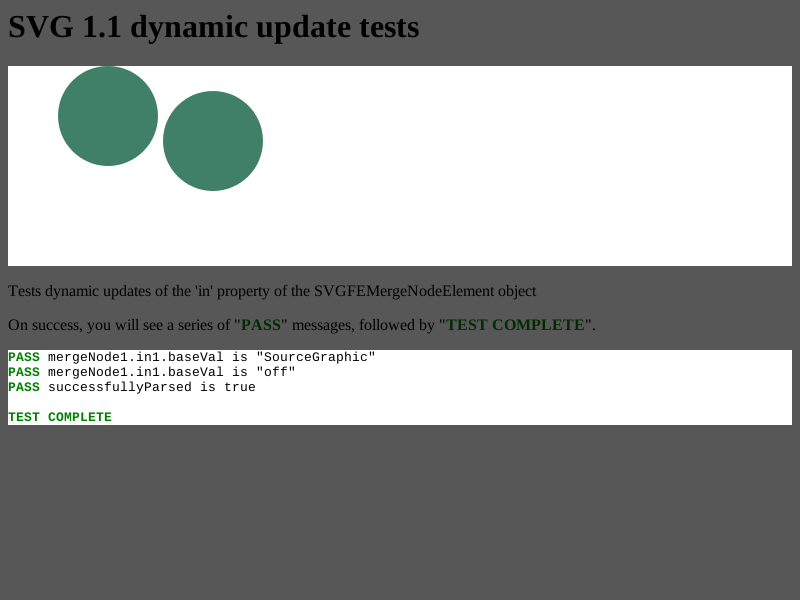 SVG 1.1 dynamic update tests
Tests dynamic updates of the 'in' property of the SVGFEMergeNodeElement object
On success, you will see a series of "PASS" messages, followed by "TEST COMPLETE".
PASS mergeNode1.in1.baseVal is "SourceGraphic"
PASS mergeNode1.in1.baseVal is "off"
PASS successfullyParsed is true
TEST COMPLETE